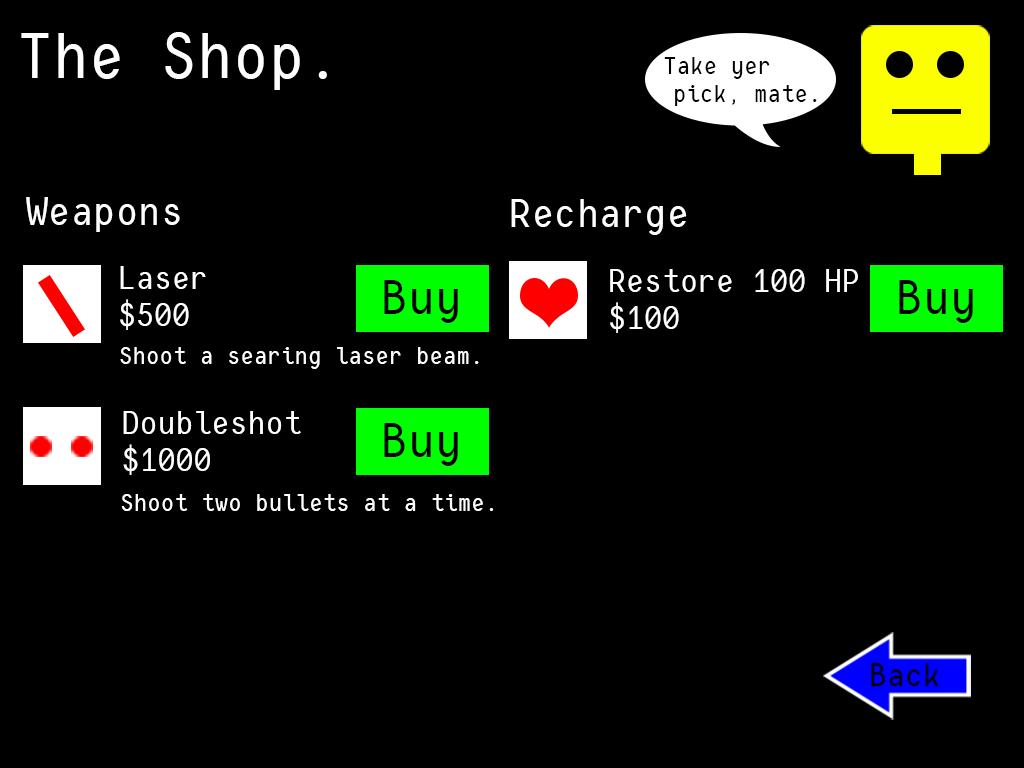 The Shop.
Take yer
pick, mate.
Weapons
Laser
$500
Buy
Shoot a searing laser beam.
Doubleshot
$1000
Buy
Shoot two bullets at a time.
Recharge
Restore 100 HP
$100
Buy
Back